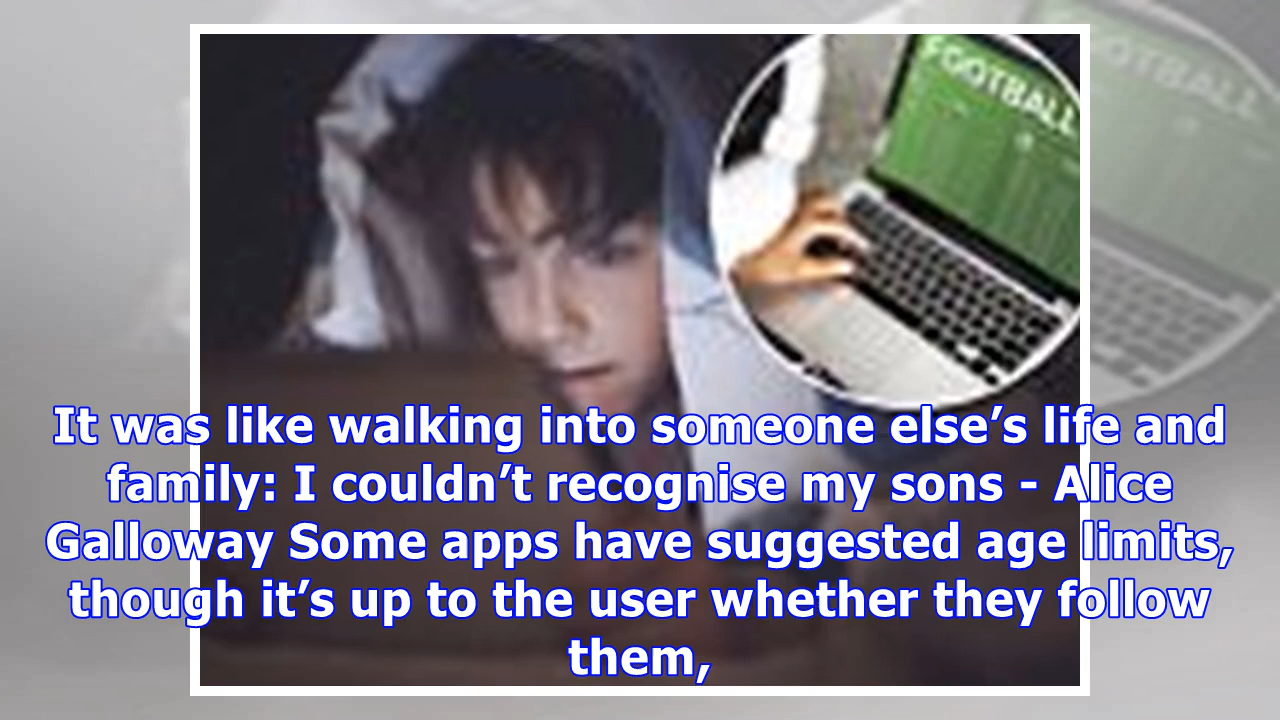 FOOTBALL
It was like walking into someone else’s life and
family: I couldn’t recognise my sons - Alice
Galloway Some apps have suggested age limits,
though it’s up to the user whether they follow
them,